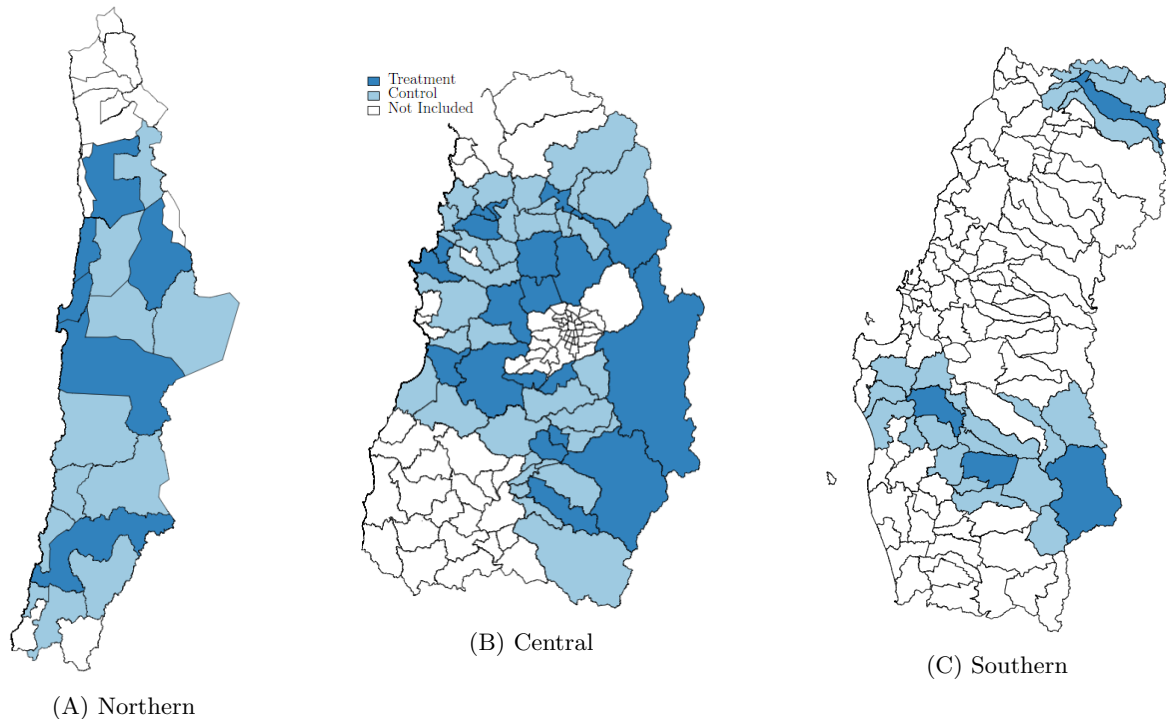 Treatment
Control
Not Included
(A) Northern
(B) Central
(C) Southern